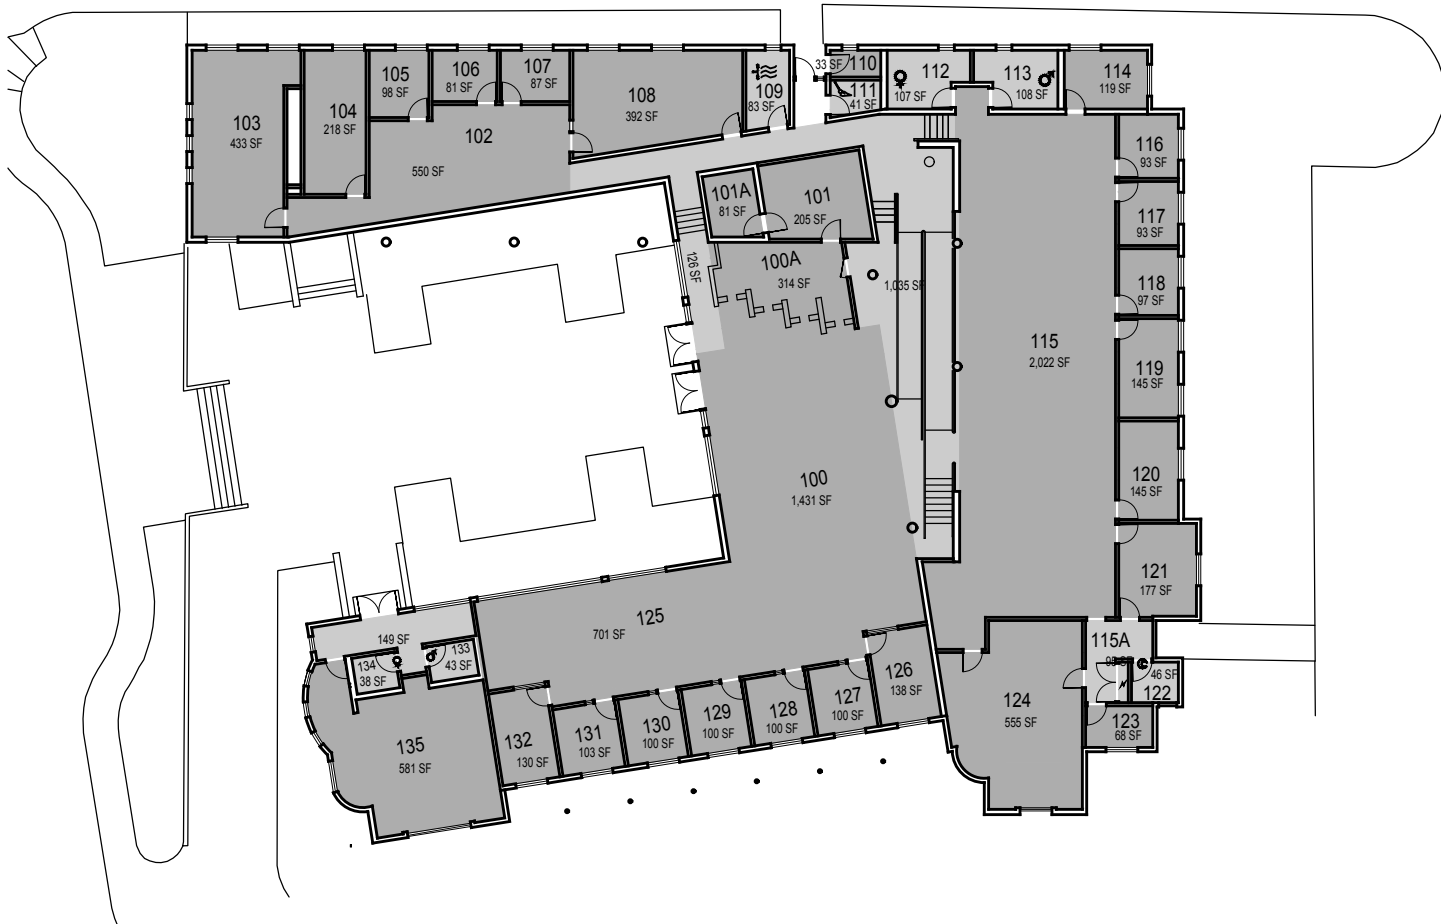 103
433 SF
104
218 SF
105
98 SF
106
81 SF
107
87 SF
102
550 SF
108
392 SF
109
83 SF
33 SF
110
111
41 SF
112
107 SF
113
108 SF
114
119 SF
101A
81 SF
101
205 SF
126 SF
100A
314 SF
1,035 SF
115
2,022 SF
116
93 SF
117
93 SF
118
97 SF
119
145 SF
120
145 SF
121
177 SF
100
1,431 SF
125
701 SF
149 SF
134
38 SF
133
43 SF
135
581 SF
132
130 SF
131
103 SF
130
100 SF
129
100 SF
128
100 SF
127
100 SF
126
138 SF
124
555 SF
115A
46 SF
122
123
68 SF